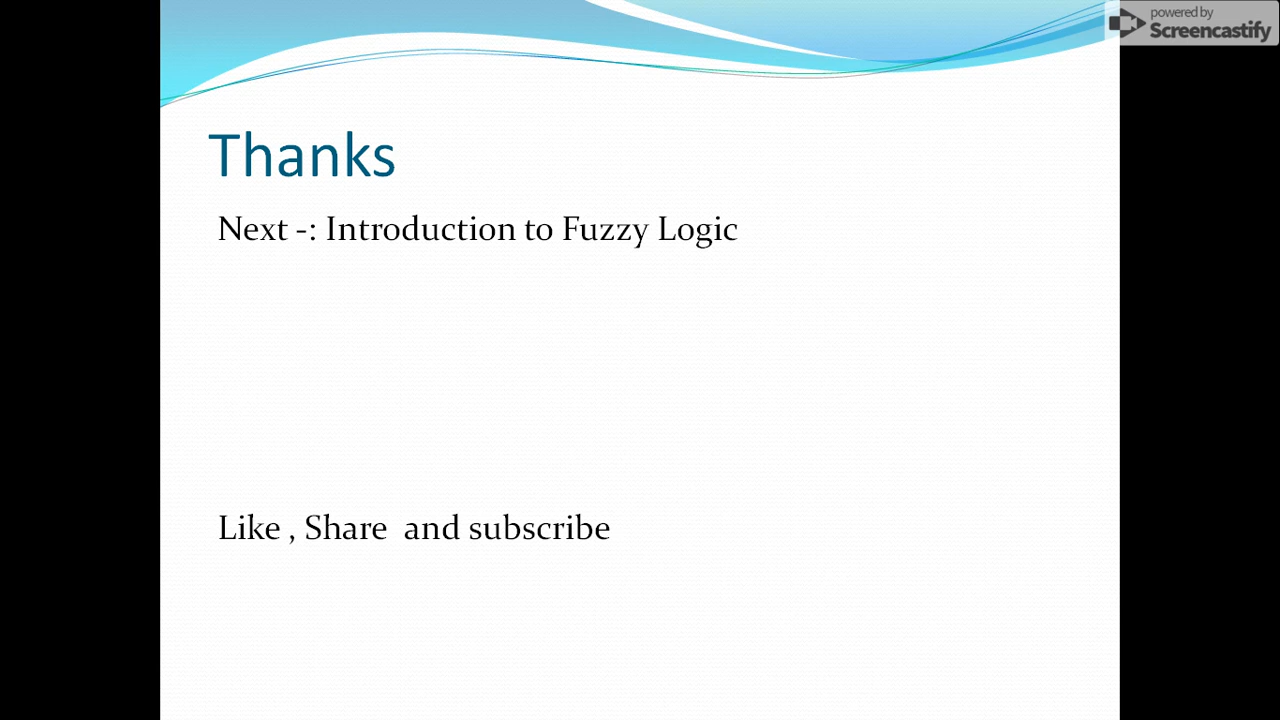 powered by
Screencastify
Thanks
Next -: Introduction to Fuzzy Logic
Like , Share  and subscribe